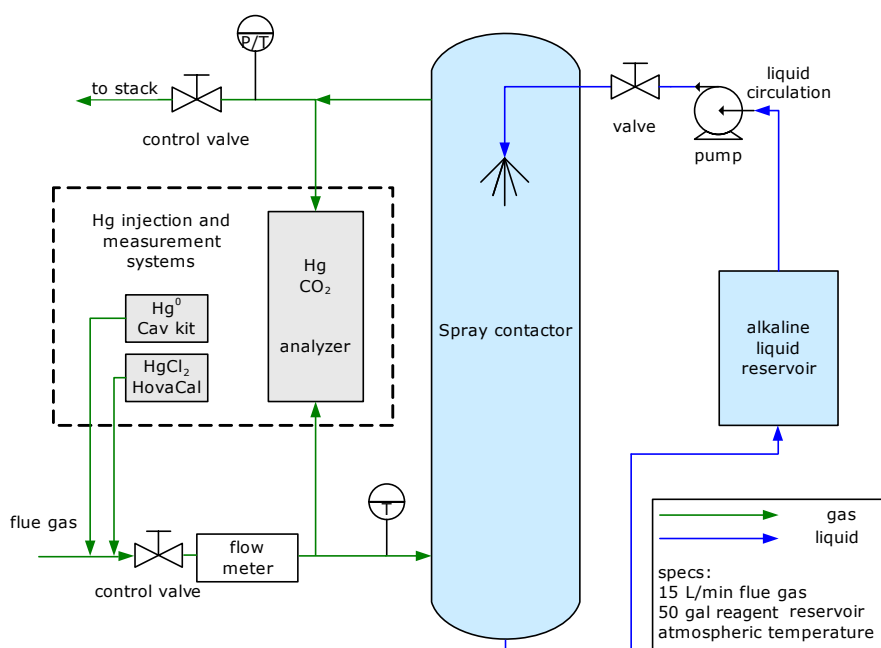 P/T
to stack
control valve
liquid
circulation
valve
pump
Hg injection and
measurement
systems
Hg
CO₂
analyzer
Hg⁰
Cav kit
HgCl₂
HovaCal
Spray contactor
alkaline
liquid
reservoir
flue gas
control valve
flow
meter
T
gas
liquid
specs:
15 L/min flue gas
50 gal reagent reservoir
atmospheric temperature